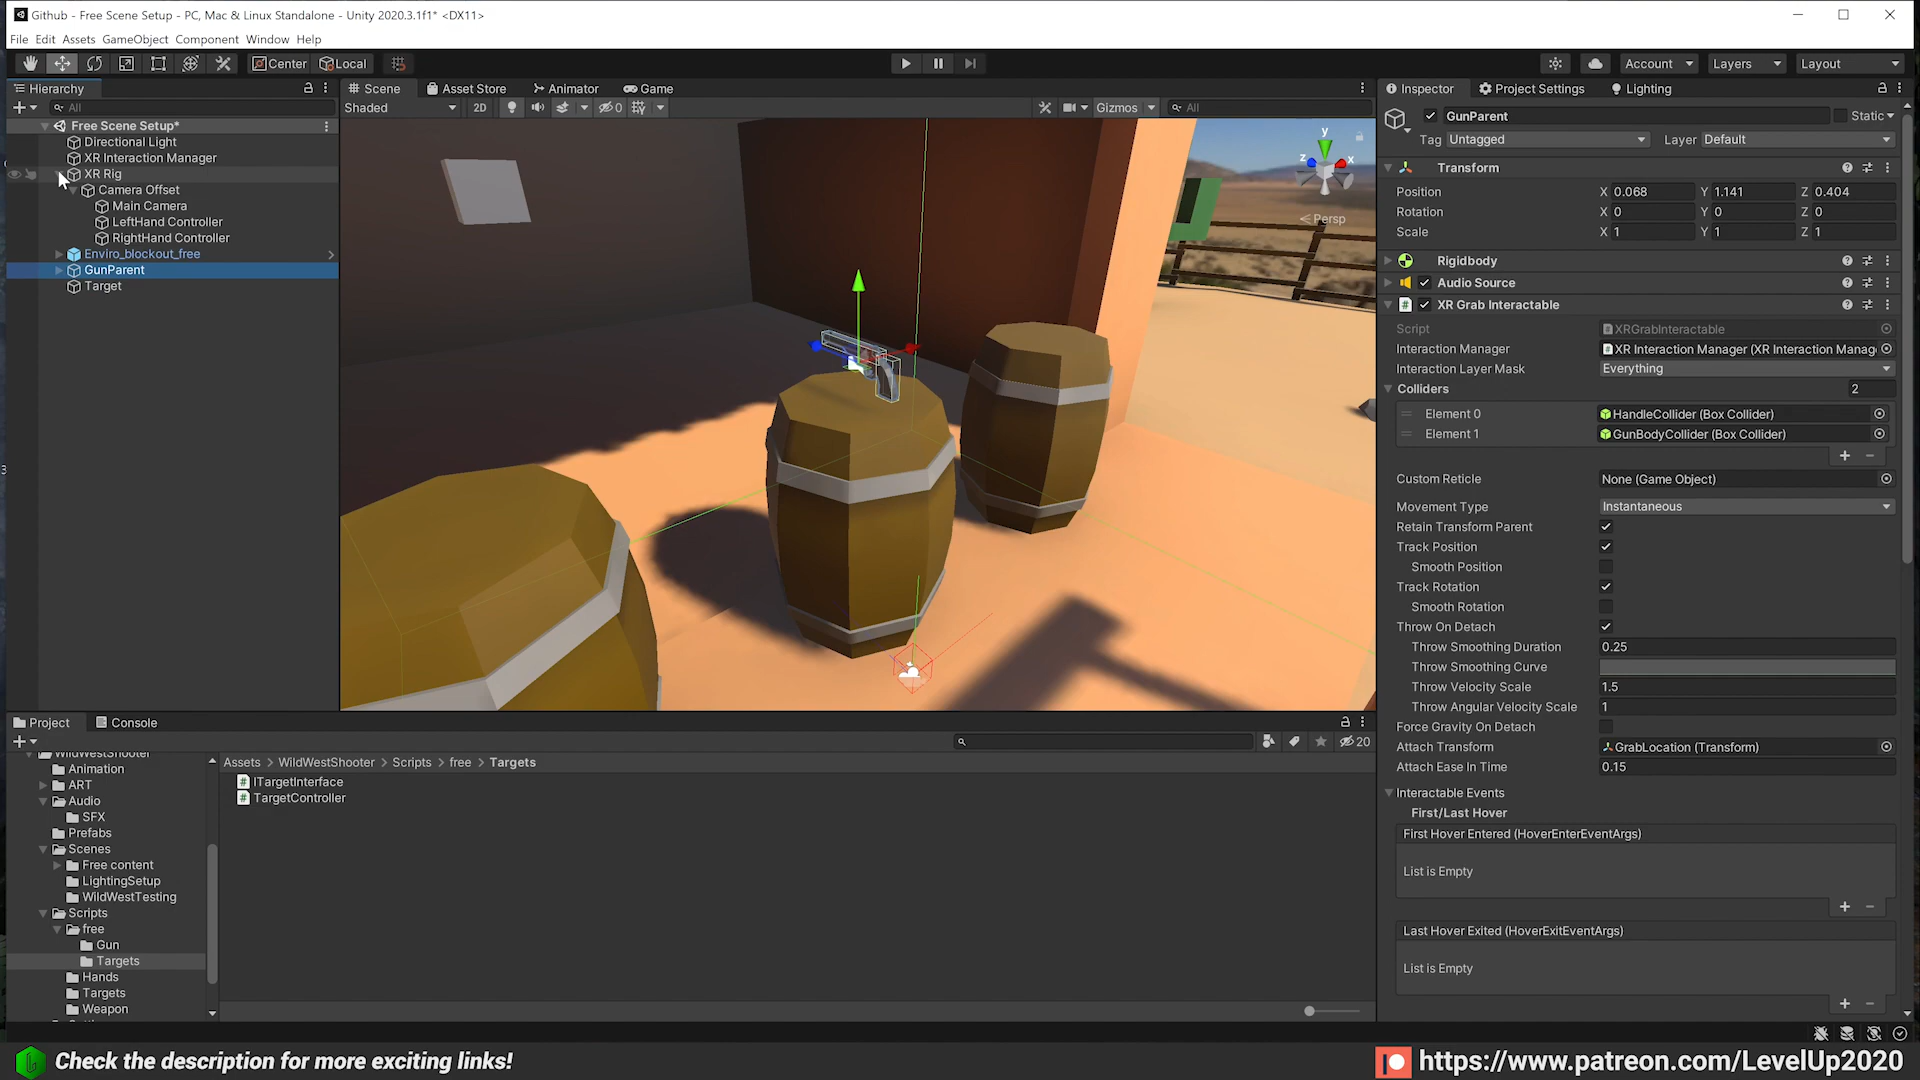 Github - Free Scene Setup - PC, Mac & Linux Standalone - Unity 2020.3.1f1* <DX11>
File Edit Assets GameObject Component Window Help
Center Local Account Layers Layout
Hierarchy
All
Free Scene Setup*
Directional Light
XR Interaction Manager
XR Rig
Camera Offset
Main Camera
LeftHand Controller
RightHand Controller
Enviro_blockout_free
GunParent
Target
Scene Asset Store Animator Game
Shaded 2D 0 Gizmos All
y
z
x
Persp
Inspector Project Settings Lighting
GunParent Static
Tag Untagged Layer Default
Transform
Position X 0.068 Y 1.141 Z 0.404
Rotation X 0 Y 0 Z 0
Scale X 1 Y 1 Z 1
Rigidbody
Audio Source
XR Grab Interactable
Script XRGrabInteractable
Interaction Manager XR Interaction Manager (XR Interaction Manag
Interaction Layer Mask Everything
Colliders 2
Element 0 HandleCollider (Box Collider)
Element 1 GunBodyCollider (Box Collider)
Custom Reticle None (Game Object)
Movement Type Instantaneous
Retain Transform Parent
Track Position
Smooth Position
Track Rotation
Smooth Rotation
Throw On Detach
Throw Smoothing Duration 0.25
Throw Smoothing Curve
Throw Velocity Scale 1.5
Throw Angular Velocity Scale 1
Force Gravity On Detach
Attach Transform GrabLocation (Transform)
Attach Ease In Time 0.15
Interactable Events
First/Last Hover
First Hover Entered (HoverEnterEventArgs)
List is Empty
Last Hover Exited (HoverExitEventArgs)
List is Empty
Project Console
20
WildWestShooter
Animation
ART
Audio
SFX
Prefabs
Scenes
Free content
LightingSetup
WildWestTesting
Scripts
free
Gun
Targets
Hands
Targets
Weapon
Assets > WildWestShooter > Scripts > free > Targets
ITargetInterface
TargetController
Check the description for more exciting links!
https://www.patreon.com/LevelUp2020